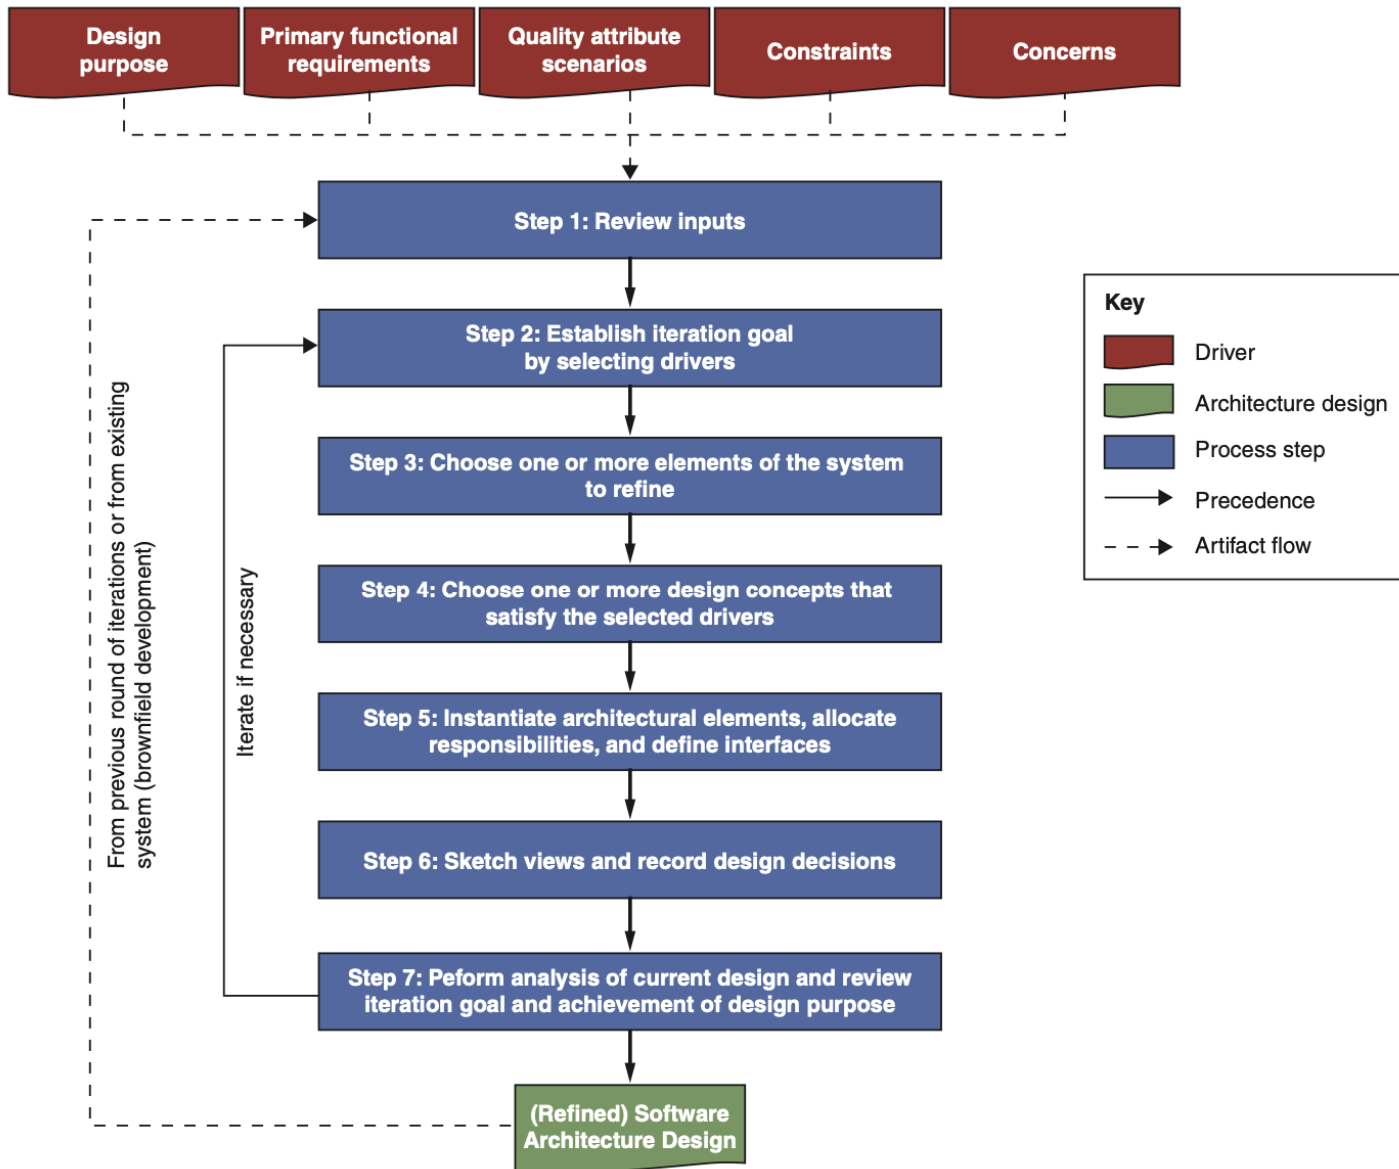 Design
purpose
Primary functional
requirements
Quality attribute
scenarios
Constraints
Concerns
Step 1: Review inputs
Step 2: Establish iteration goal
by selecting drivers
Step 3: Choose one or more elements of the system
to refine
Step 4: Choose one or more design concepts that
satisfy the selected drivers
Step 5: Instantiate architectural elements, allocate
responsibilities, and define interfaces
Step 6: Sketch views and record design decisions
Step 7: Peform analysis of current design and review
iteration goal and achievement of design purpose
(Refined) Software
Architecture Design
From previous round of iterations or from existing
system (brownfield development)
Iterate if necessary
Key
Driver
Architecture design
Process step
Precedence
Artifact flow